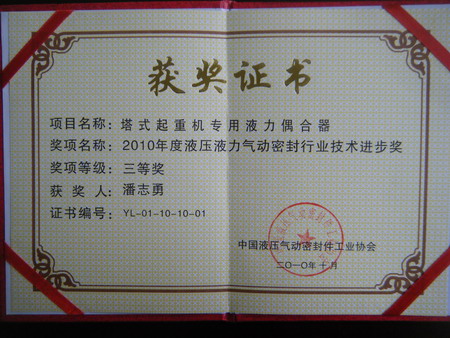 获奖证书
项目名称：塔式起重机专用液力偶合器
奖项名称：2010年度液压液力气动密封行业技术进步奖
奖项等级：三等奖
获奖人：潘志勇
证书编号：YL-01-10-10-01
中国液压气动密封件工业协会
二〇一〇年十月